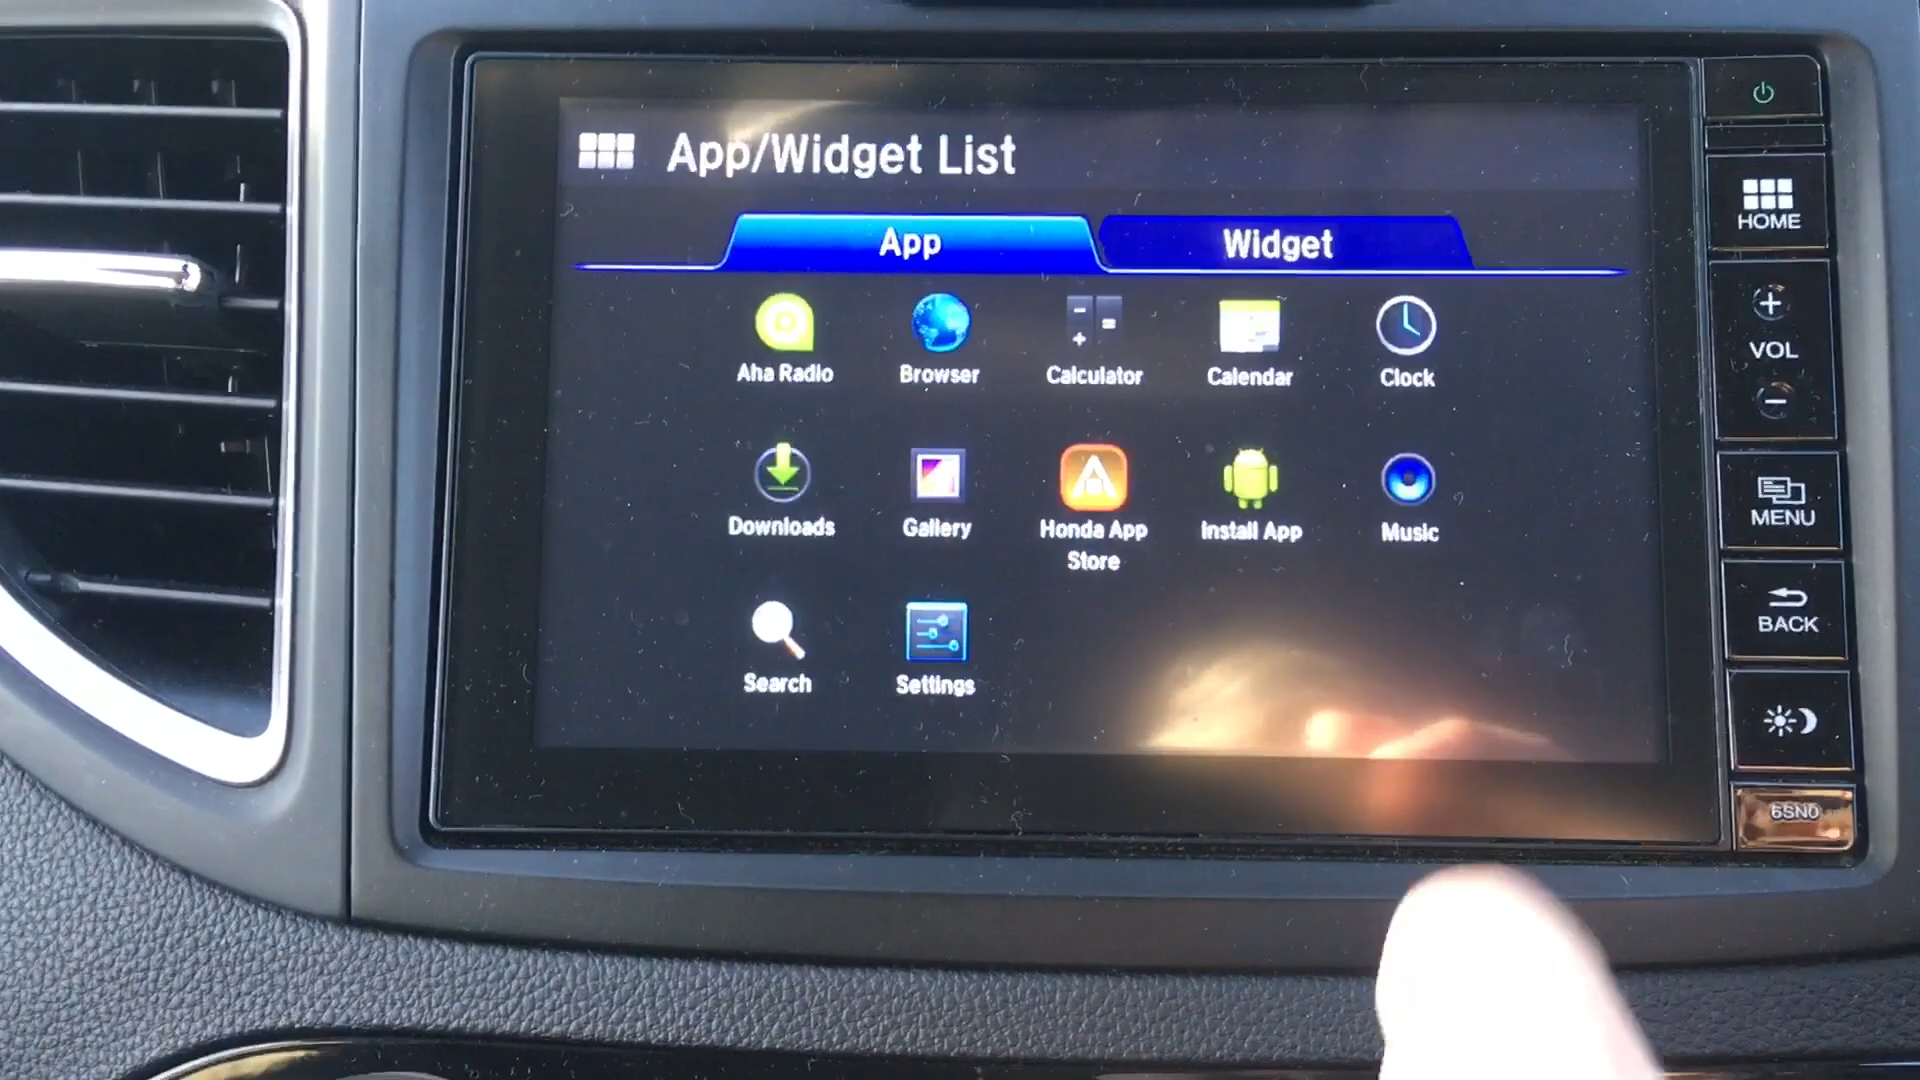 App/Widget List
App
Widget
Aha Radio
Browser
Calculator
Calendar
Clock
Downloads
Gallery
Honda App
Store
Install App
Music
Search
Settings
HOME
+
VOL
−
MENU
BACK
6SN0